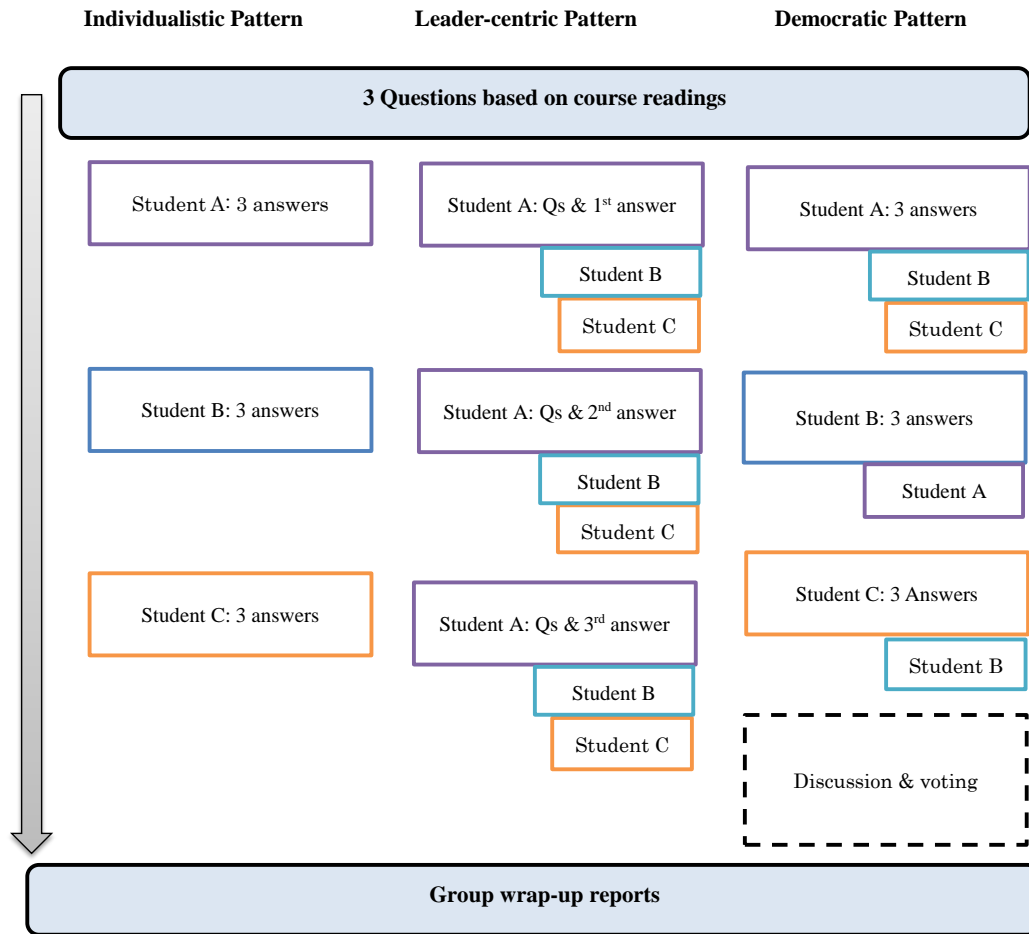 Individualistic Pattern
Leader-centric Pattern
Democratic Pattern
3 Questions based on course readings
Student A: 3 answers
Student B: 3 answers
Student C: 3 answers
Student A: Qs & 1st answer
Student B
Student C
Student A: Qs & 2nd answer
Student B
Student C
Student A: Qs & 3rd answer
Student B
Student C
Student A: 3 answers
Student B
Student C
Student B: 3 answers
Student A
Student C: 3 Answers
Student B
Discussion & voting
Group wrap-up reports